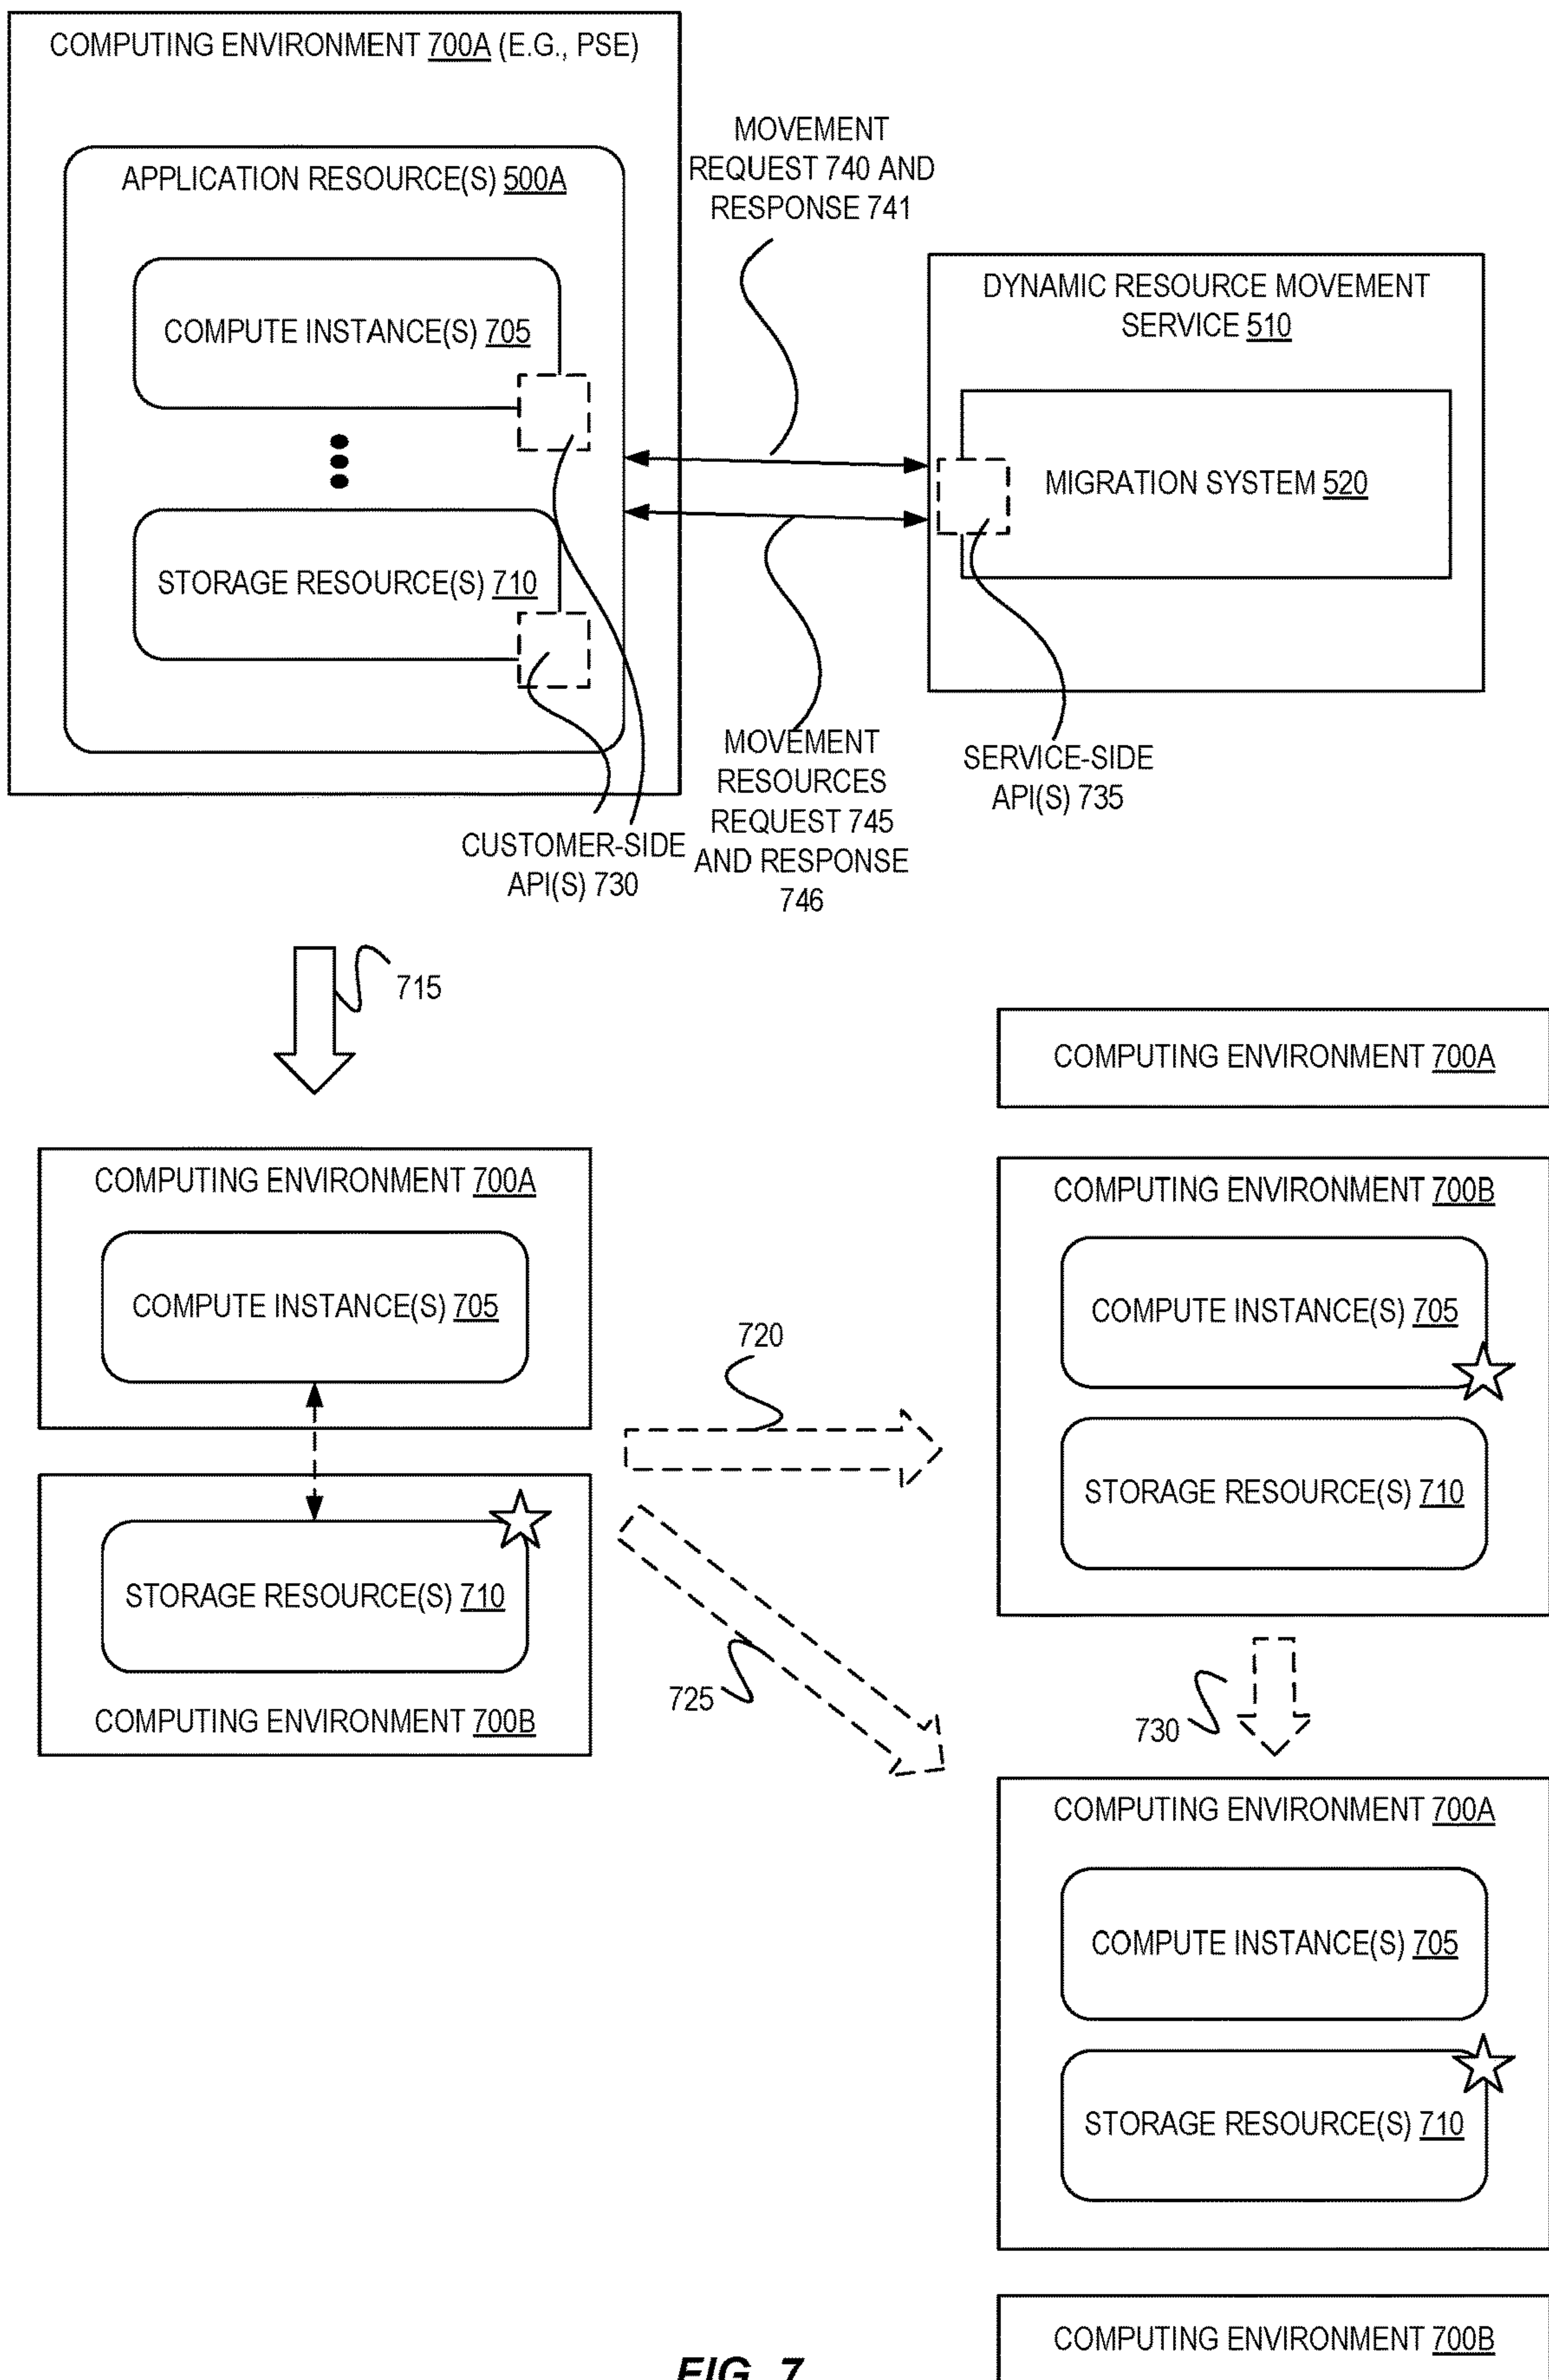 COMPUTING ENVIRONMENT 700A (E.G., PSE)
APPLICATION RESOURCE(S) 500A
COMPUTE INSTANCE(S) 705
STORAGE RESOURCE(S) 710
MOVEMENT
REQUEST 740 AND
RESPONSE 741
DYNAMIC RESOURCE MOVEMENT
SERVICE 510
MIGRATION SYSTEM 520
SERVICE-SIDE
API(S) 735
MOVEMENT
RESOURCES
REQUEST 745
AND RESPONSE
746
CUSTOMER-SIDE
API(S) 730
715
COMPUTING ENVIRONMENT 700A
COMPUTE INSTANCE(S) 705
STORAGE RESOURCE(S) 710
COMPUTING ENVIRONMENT 700B
720
725
COMPUTING ENVIRONMENT 700A
COMPUTING ENVIRONMENT 700B
COMPUTE INSTANCE(S) 705
STORAGE RESOURCE(S) 710
730
COMPUTING ENVIRONMENT 700A
COMPUTE INSTANCE(S) 705
STORAGE RESOURCE(S) 710
COMPUTING ENVIRONMENT 700B
FIG. 7